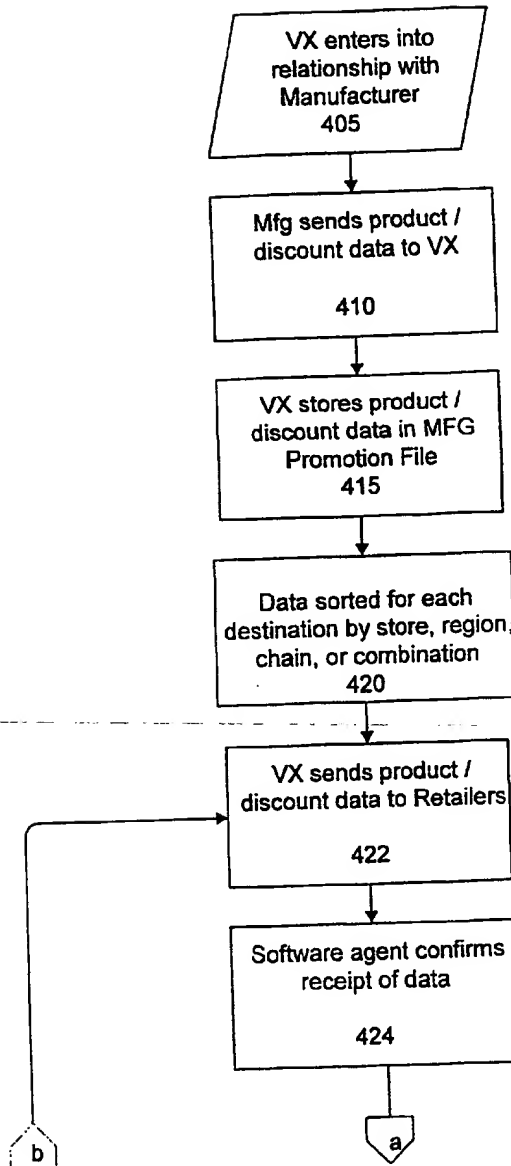 VX enters into
relationship with
Manufacturer
405
Mfg sends product /
discount data to VX
410
VX stores product /
discount data in MFG
Promotion File
415
Data sorted for each
destination by store, region,
chain, or combination
420
VX sends product /
discount data to Retailers
422
Software agent confirms
receipt of data
424
b
a